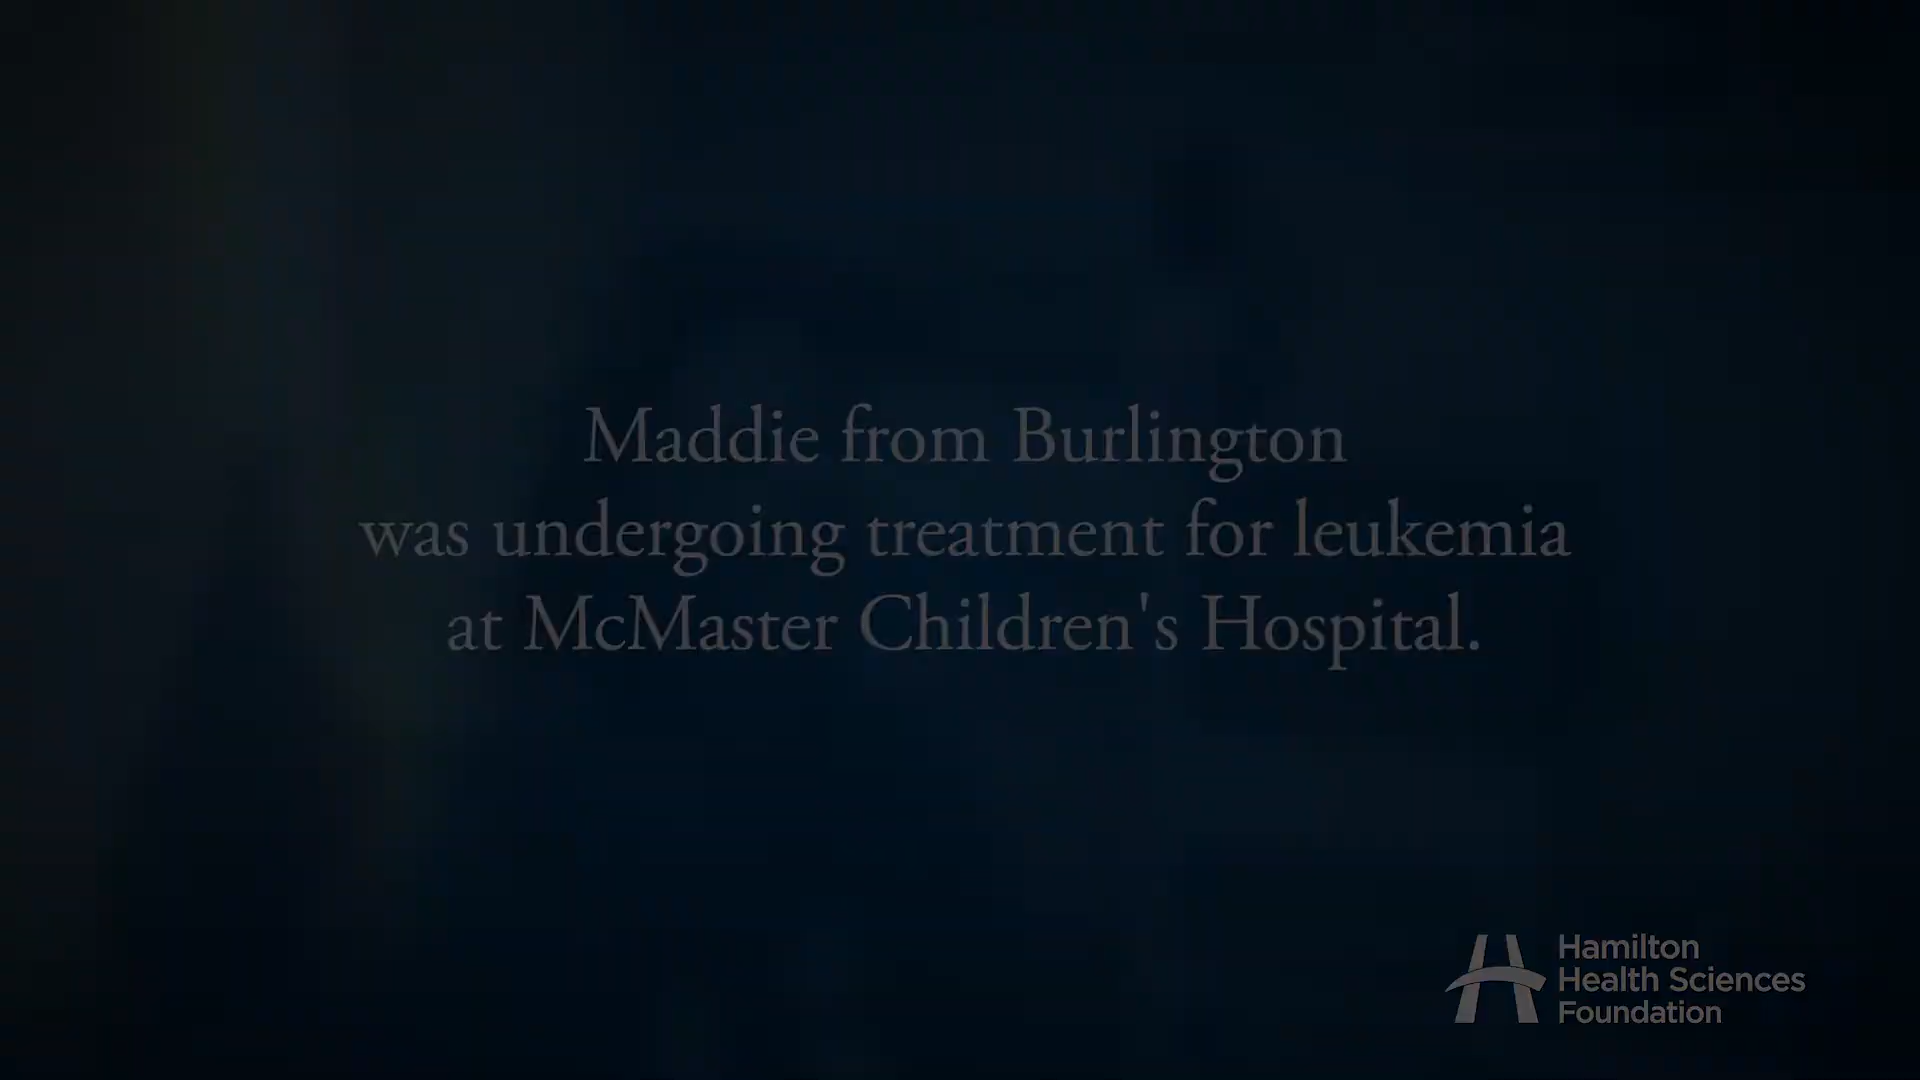 Maddie from Burlington
was undergoing treatment for leukemia
at McMaster Children's Hospital.
Hamilton
Health Sciences
Foundation